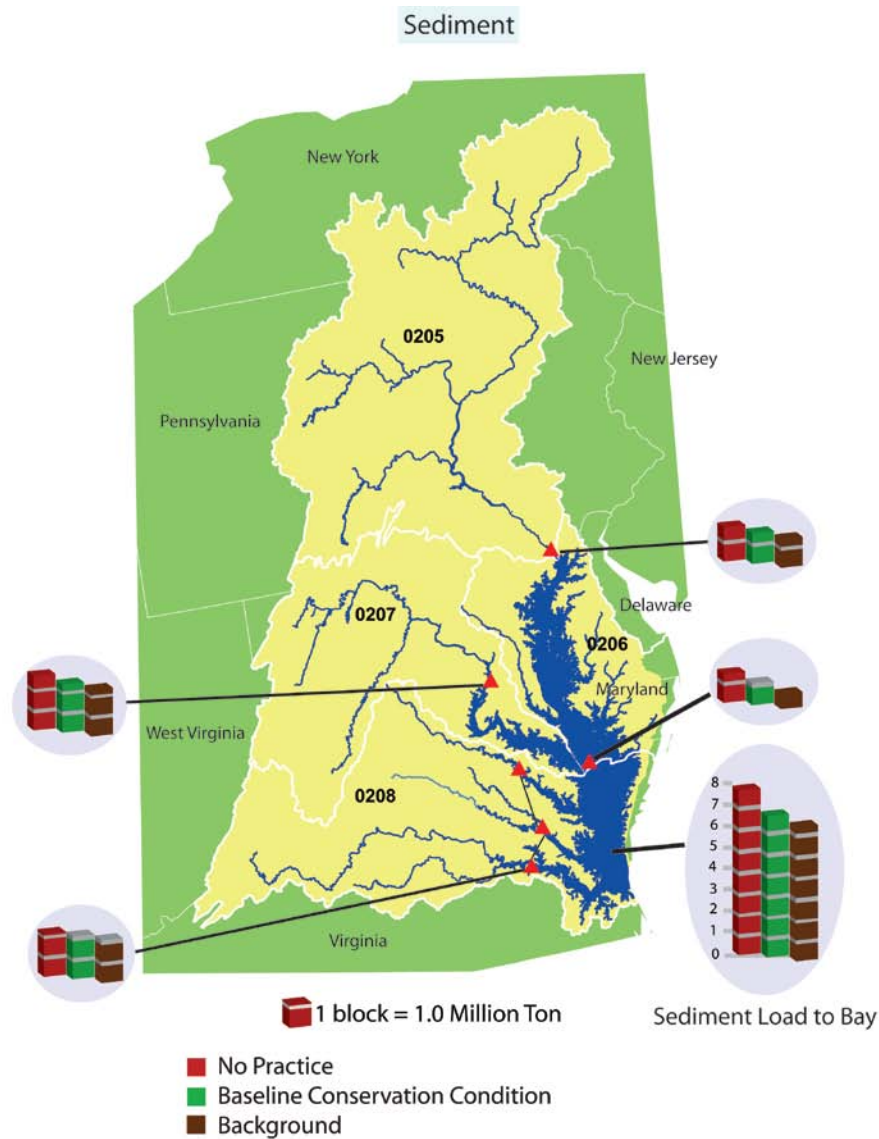 Sediment
New York
0205
New Jersey
Pennsylvania
Delaware
0207
0206
Maryland
West Virginia
0208
8
7
6
5
4
3
2
1
0
Virginia
1 block = 1.0 Million Ton
Sediment Load to Bay
No Practice
Baseline Conservation Condition
Background